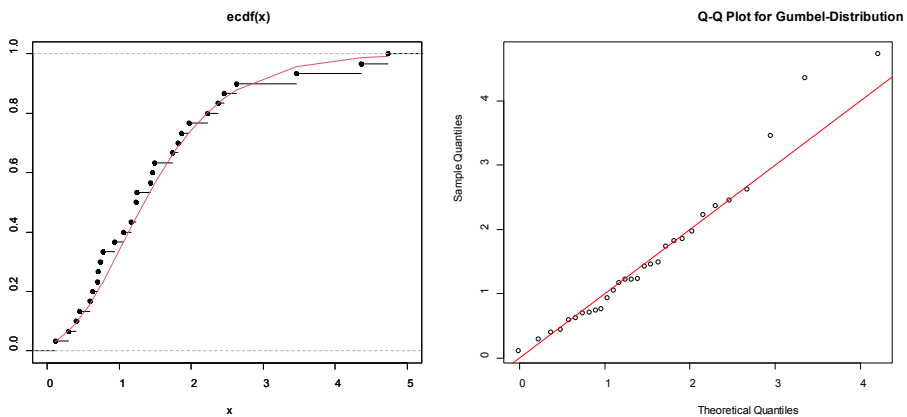 ecdf(x)
1.0
0.8
0.6
0.4
0.2
0.0
0 1 2 3 4 5
x
Q-Q Plot for Gumbel-Distribution
Sample Quantiles
4
3
2
1
0
0 1 2 3 4
Theoretical Quantiles